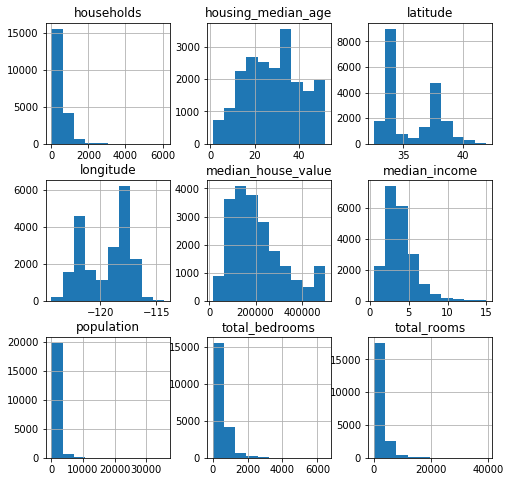 households housing_median_age latitude
15000 10000 5000 0
0 2000 4000 6000
3000 2000 1000 0
20 40
8000 6000 4000 2000 0
35 40
longitude median_house_value median_income
6000 4000 2000 0
−120 −115
4000 3000 2000 1000 0
200000 400000
6000 4000 2000 0
0 5 10 15
population total_bedrooms total_rooms
20000 15000 10000 5000 0
0 10000 20000 30000
15000 10000 5000 0
0 2000 4000 6000
15000 10000 5000 0
0 20000 40000